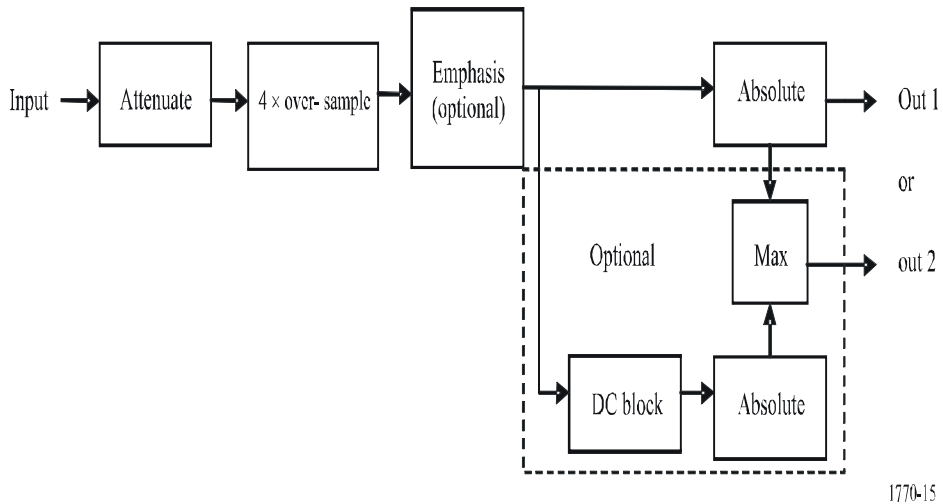 Input
Attenuate
4 × over- sample
Emphasis
(optional)
Absolute
Out 1
or
Optional
Max
out 2
DC block
Absolute
1770-15